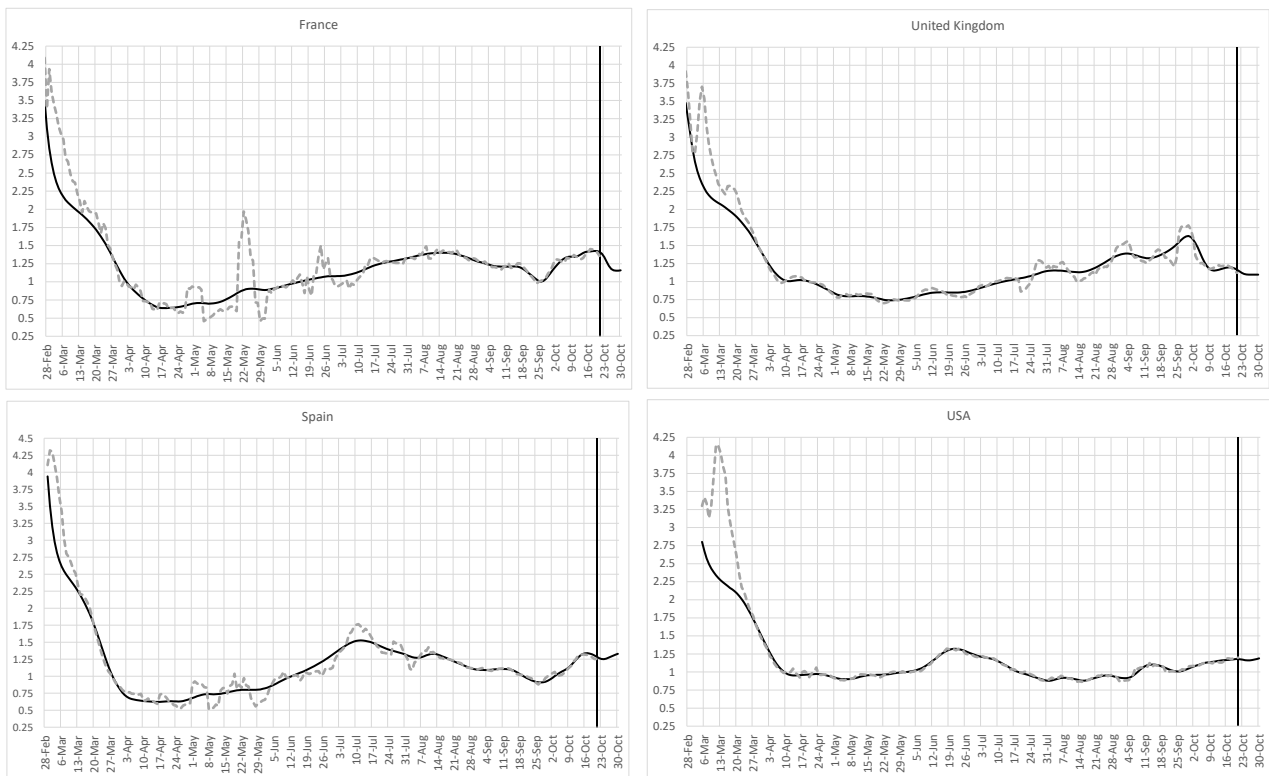 France
4.25
4
3.75
3.5
3.25
3
2.75
2.5
2.25
2
1.75
1.5
1.25
1
0.75
0.5
0.25
28-Feb
6-Mar
13-Mar
20-Mar
27-Mar
3-Apr
10-Apr
17-Apr
24-Apr
1-May
8-May
15-May
22-May
29-May
5-Jun
12-Jun
19-Jun
26-Jun
3-Jul
10-Jul
17-Jul
24-Jul
31-Jul
7-Aug
14-Aug
21-Aug
28-Aug
4-Sep
11-Sep
18-Sep
25-Sep
2-Oct
9-Oct
16-Oct
23-Oct
30-Oct
United Kingdom
4.25
4
3.75
3.5
3.25
3
2.75
2.5
2.25
2
1.75
1.5
1.25
1
0.75
0.5
0.25
28-Feb
6-Mar
13-Mar
20-Mar
27-Mar
3-Apr
10-Apr
17-Apr
24-Apr
1-May
8-May
15-May
22-May
29-May
5-Jun
12-Jun
19-Jun
26-Jun
3-Jul
10-Jul
17-Jul
24-Jul
31-Jul
7-Aug
14-Aug
21-Aug
28-Aug
4-Sep
11-Sep
18-Sep
25-Sep
2-Oct
9-Oct
16-Oct
23-Oct
30-Oct
Spain
4.5
4.25
4
3.75
3.5
3.25
3
2.75
2.5
2.25
2
1.75
1.5
1.25
1
0.75
0.5
0.25
28-Feb
6-Mar
13-Mar
20-Mar
27-Mar
3-Apr
10-Apr
17-Apr
24-Apr
1-May
8-May
15-May
22-May
29-May
5-Jun
12-Jun
19-Jun
26-Jun
3-Jul
10-Jul
17-Jul
24-Jul
31-Jul
7-Aug
14-Aug
21-Aug
28-Aug
4-Sep
11-Sep
18-Sep
25-Sep
2-Oct
9-Oct
16-Oct
23-Oct
30-Oct
USA
4.25
4
3.75
3.5
3.25
3
2.75
2.5
2.25
2
1.75
1.5
1.25
1
0.75
0.5
0.25
28-Feb
6-Mar
13-Mar
20-Mar
27-Mar
3-Apr
10-Apr
17-Apr
24-Apr
1-May
8-May
15-May
22-May
29-May
5-Jun
12-Jun
19-Jun
26-Jun
3-Jul
10-Jul
17-Jul
24-Jul
31-Jul
7-Aug
14-Aug
21-Aug
28-Aug
4-Sep
11-Sep
18-Sep
25-Sep
2-Oct
9-Oct
16-Oct
23-Oct
30-Oct